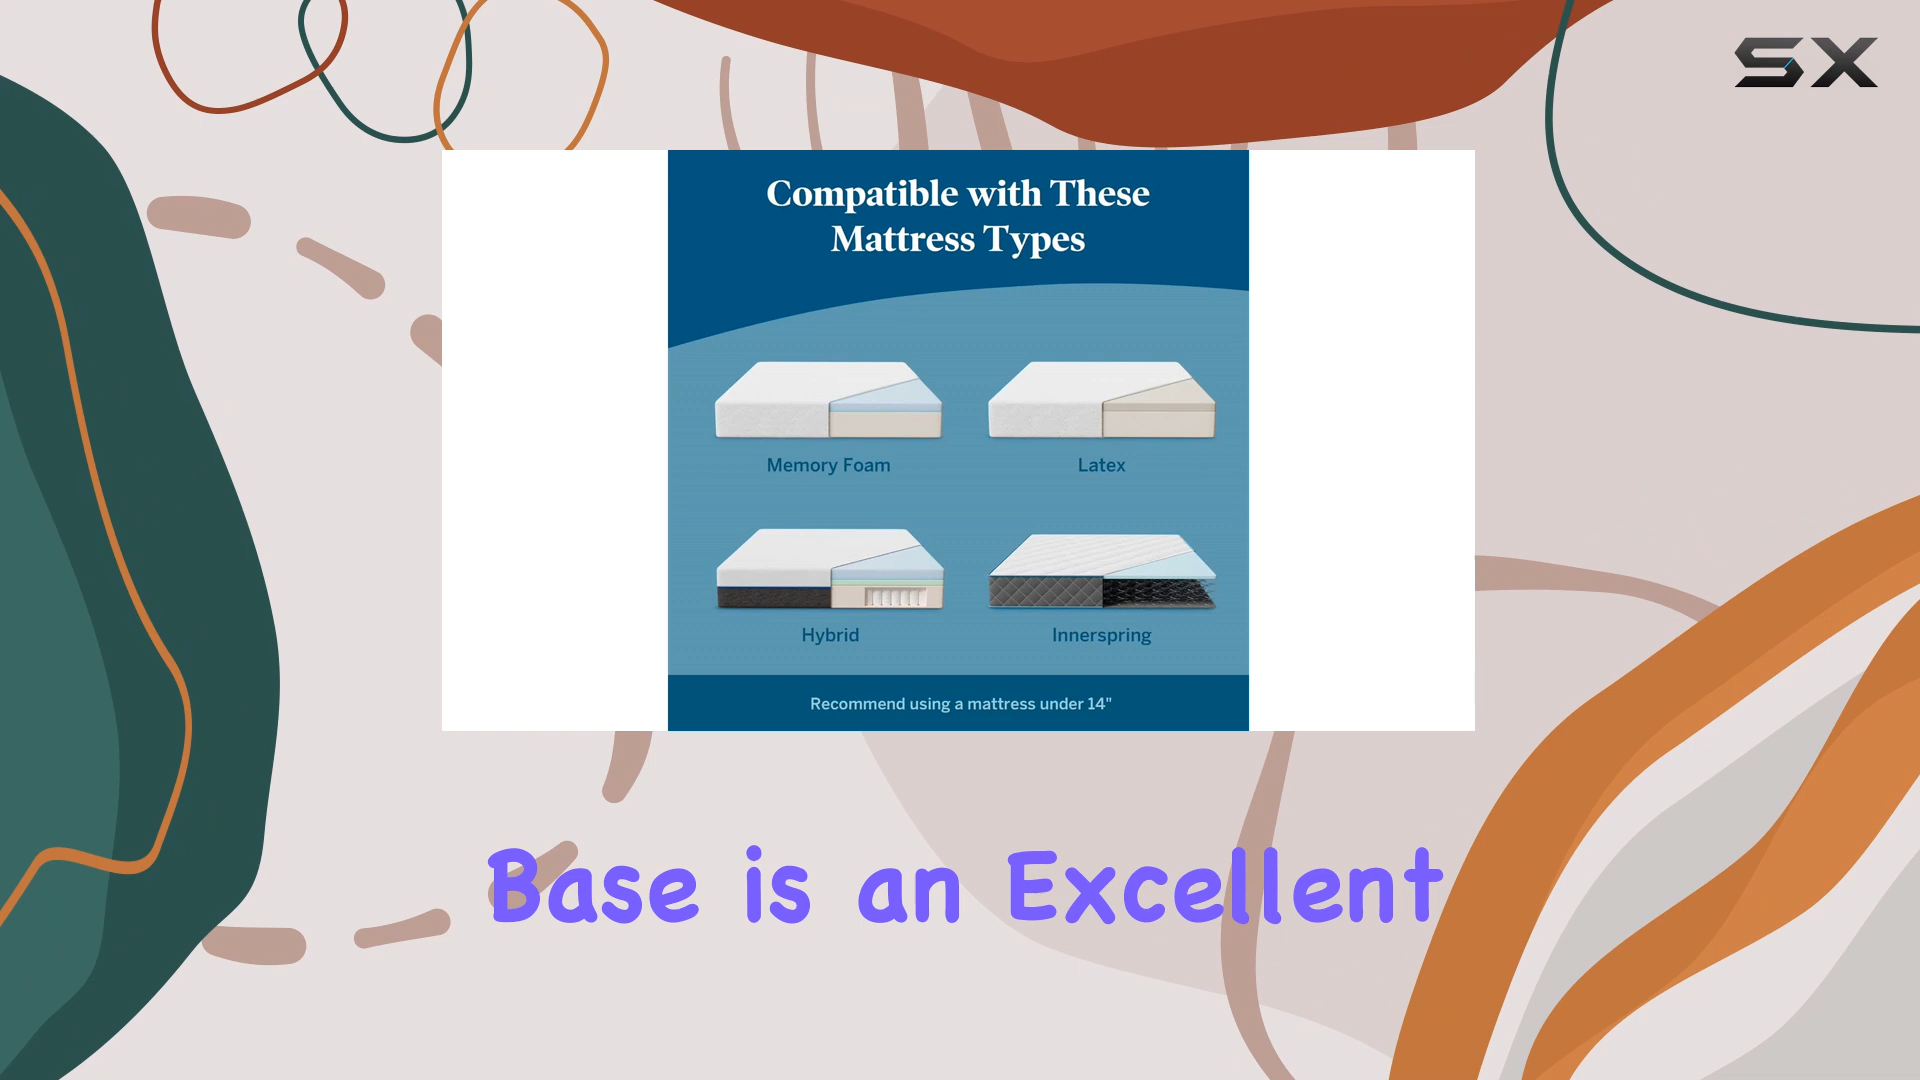 SX
Compatible with These
Mattress Types
Memory Foam
Latex
Hybrid
Innerspring
Recommend using a mattress under 14"
Base is an Excellent